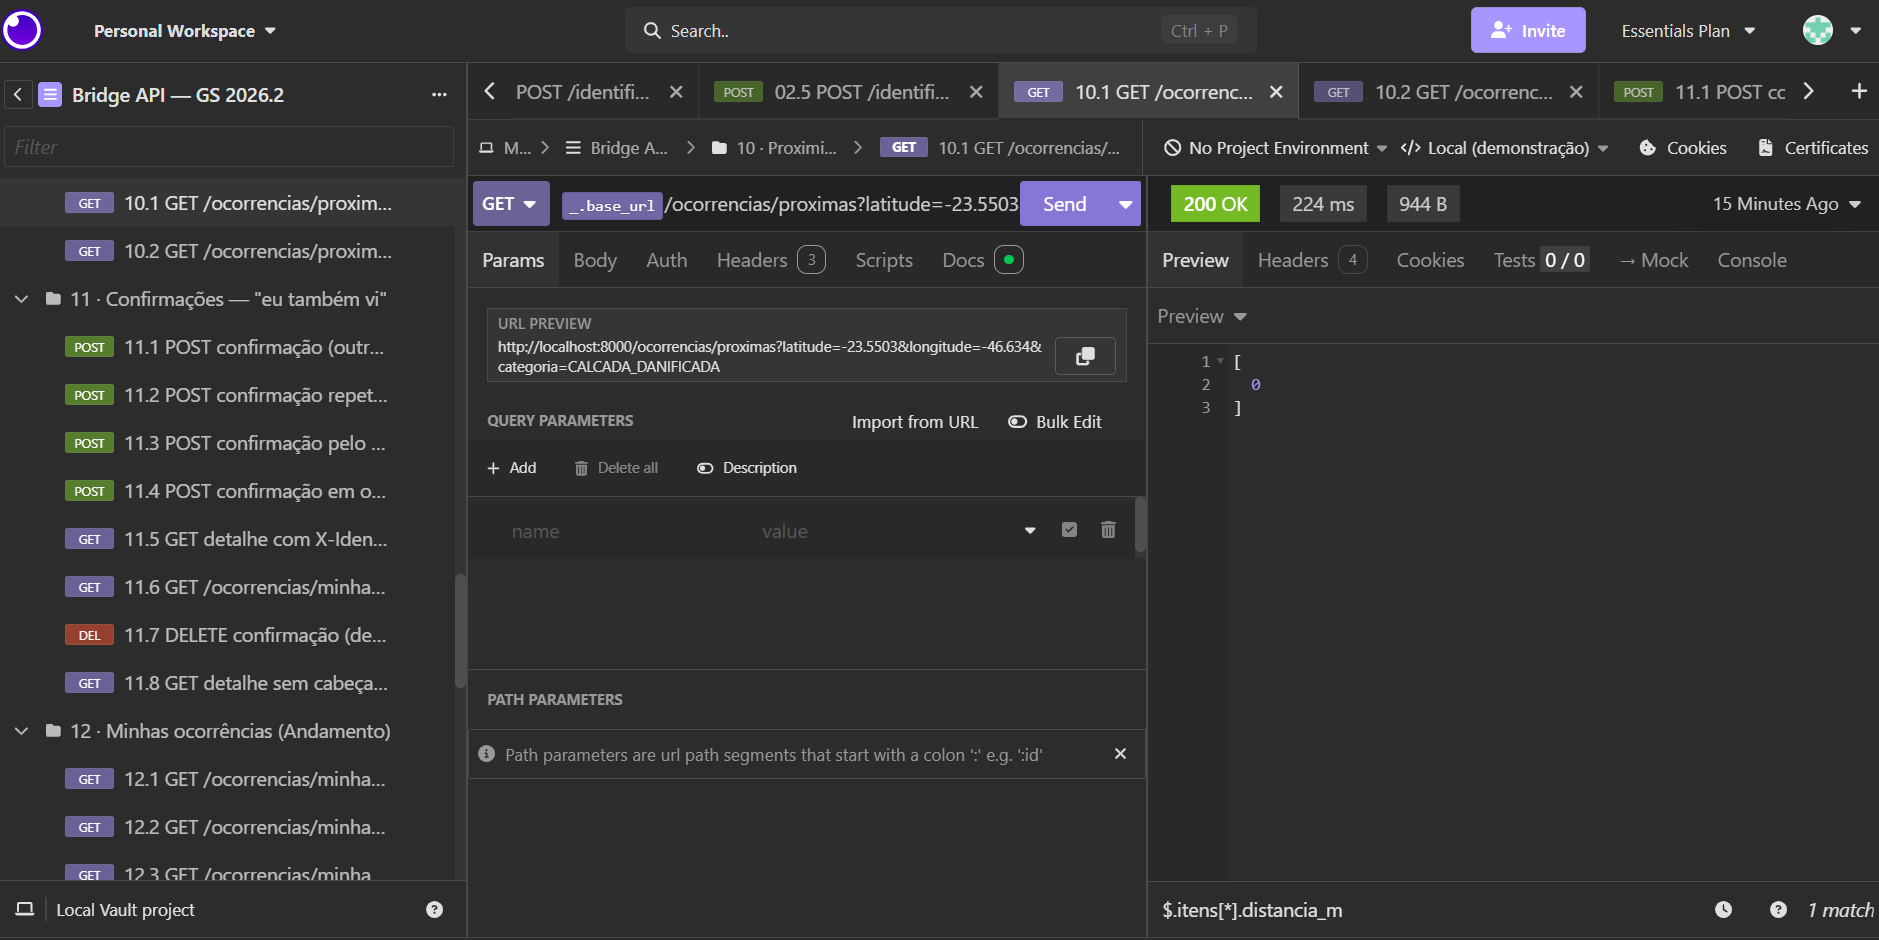 Personal Workspace
Search..
Ctrl + P
Invite
Essentials Plan
Bridge API — GS 2026.2
Filter
GET 10.1 GET /ocorrencias/proxim...
GET 10.2 GET /ocorrencias/proxim...
11 · Confirmações — "eu também vi"
POST 11.1 POST confirmação (outr...
POST 11.2 POST confirmação repet...
POST 11.3 POST confirmação pelo ...
POST 11.4 POST confirmação em o...
GET 11.5 GET detalhe com X-Iden...
GET 11.6 GET /ocorrencias/minha...
DEL 11.7 DELETE confirmação (de...
GET 11.8 GET detalhe sem cabeça...
12 · Minhas ocorrências (Andamento)
GET 12.1 GET /ocorrencias/minha...
GET 12.2 GET /ocorrencias/minha...
GET 12.3 GET /ocorrencias/minha
Local Vault project
POST /identifi...
POST 02.5 POST /identifi...
GET 10.1 GET /ocorrenc...
GET 10.2 GET /ocorrenc...
POST 11.1 POST cc
M...
Bridge A...
10 · Proximi...
GET 10.1 GET /ocorrencias/...
No Project Environment
Local (demonstração)
Cookies
Certificates
GET _.base_url /ocorrencias/proximas?latitude=-23.5503
Send
200 OK
224 ms
944 B
15 Minutes Ago
Params
Body
Auth
Headers 3
Scripts
Docs
URL PREVIEW
http://localhost:8000/ocorrencias/proximas?latitude=-23.5503&longitude=-46.634&
categoria=CALCADA_DANIFICADA
QUERY PARAMETERS
Import from URL
Bulk Edit
Add
Delete all
Description
name
value
PATH PARAMETERS
Path parameters are url path segments that start with a colon ':' e.g. ':id'
Preview
Headers 4
Cookies
Tests 0 / 0
→ Mock
Console
Preview
1 [
2 0
3 ]
$.itens[*].distancia_m
1 match